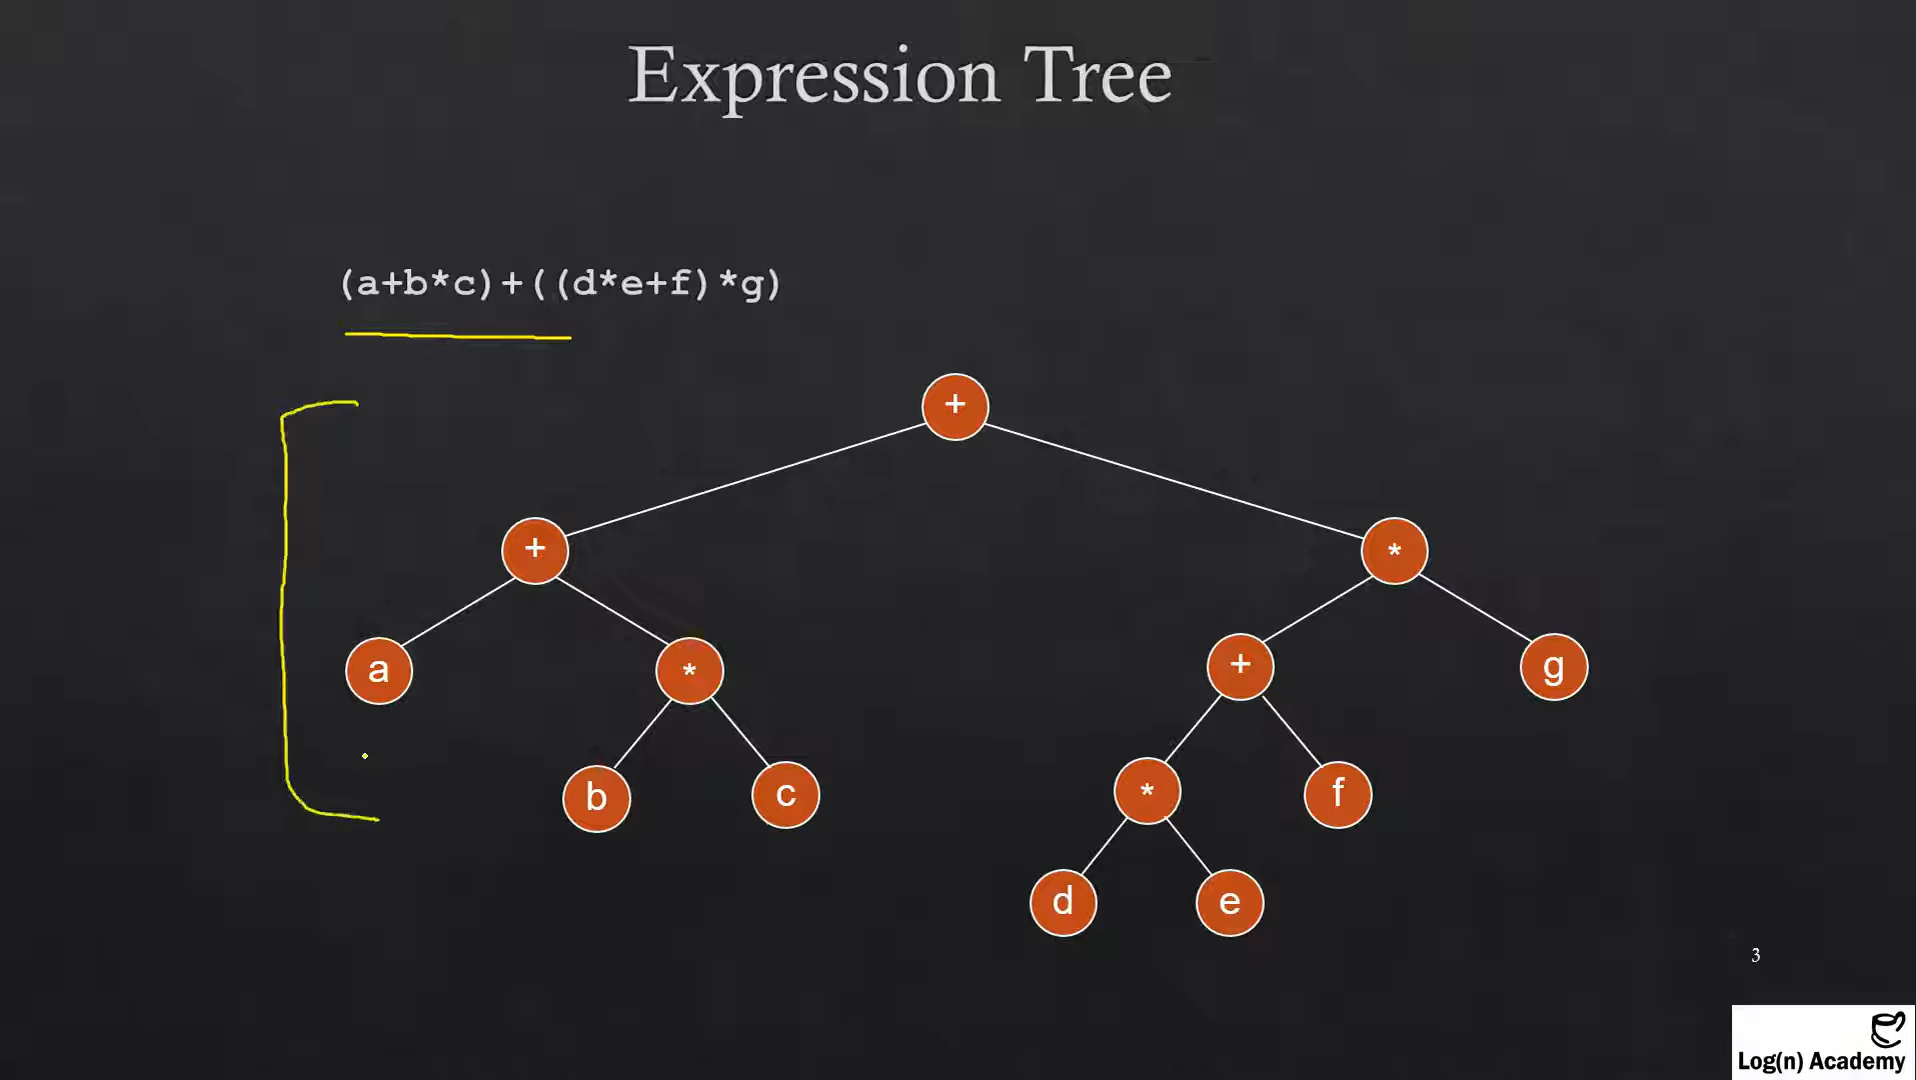 Expression Tree
(a+b*c)+((d*e+f)*g)
+
+ *
a * + g
b c * f
d e
3
Log(n) Academy